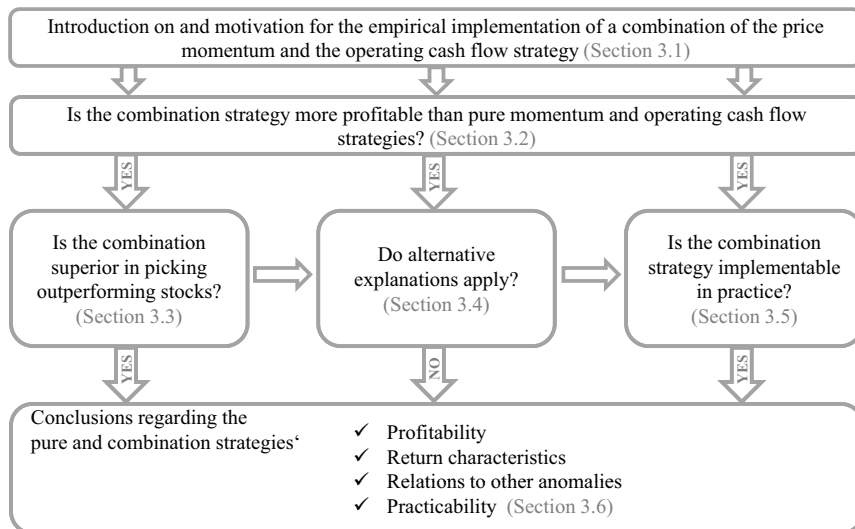 Introduction on and motivation for the empirical implementation of a combination of the price
momentum and the operating cash flow strategy (Section 3.1)
Is the combination strategy more profitable than pure momentum and operating cash flow
strategies? (Section 3.2)
YES
YES
YES
Is the combination
superior in picking
outperforming stocks?
(Section 3.3)
Do alternative
explanations apply?
(Section 3.4)
Is the combination
strategy implementable
in practice?
(Section 3.5)
YES
NO
YES
Conclusions regarding the
pure and combination strategies‘
✓ Profitability
✓ Return characteristics
✓ Relations to other anomalies
✓ Practicability (Section 3.6)